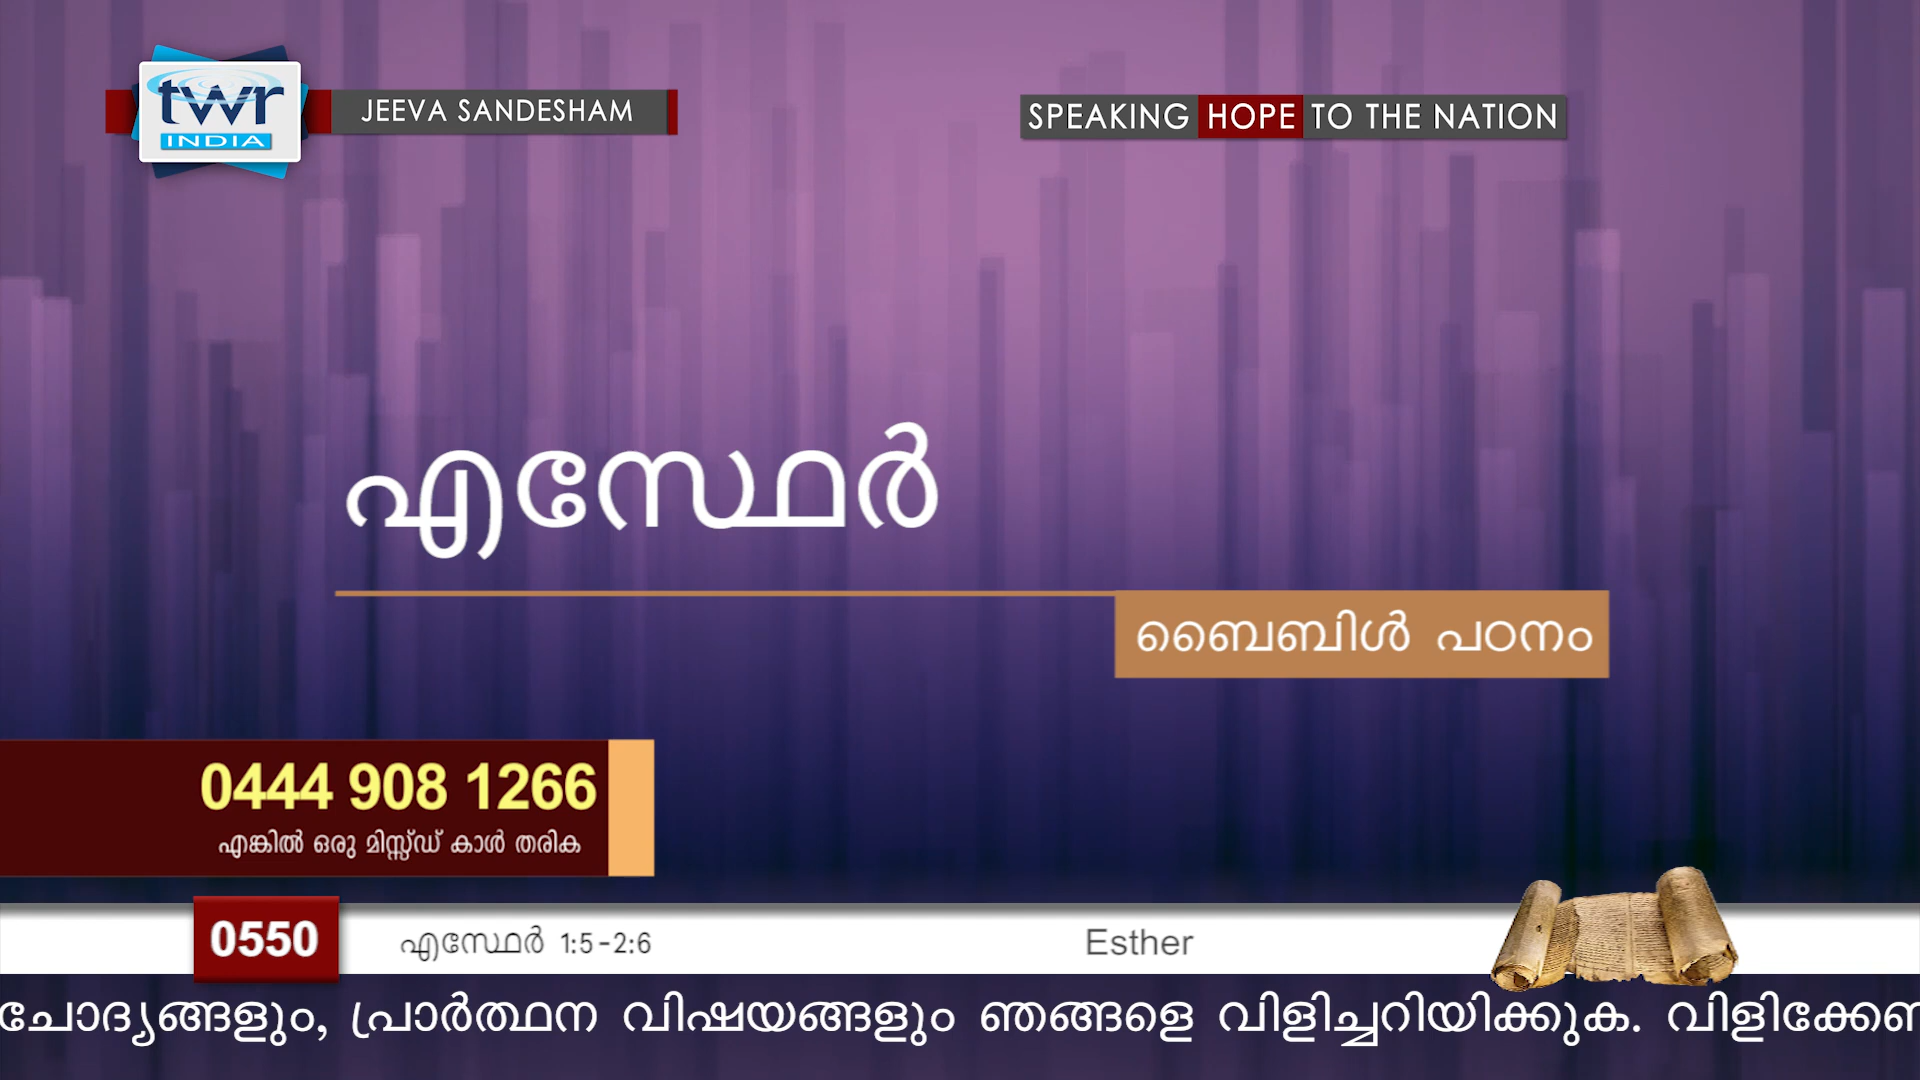 twr
INDIA
JEEVA SANDESHAM
SPEAKING HOPE TO THE NATION
എസ്ഥേർ
ബൈബിൾ പഠനം
0444 908 1266
എങ്കിൽ ഒരു മിസ്സ്ഡ് കാൾ തരിക
0550 എസ്ഥേർ 1:5-2:6 Esther
ചോദ്യങ്ങളും, പ്രാർത്ഥന വിഷയങ്ങളും ഞങ്ങളെ വിളിച്ചറിയിക്കുക.